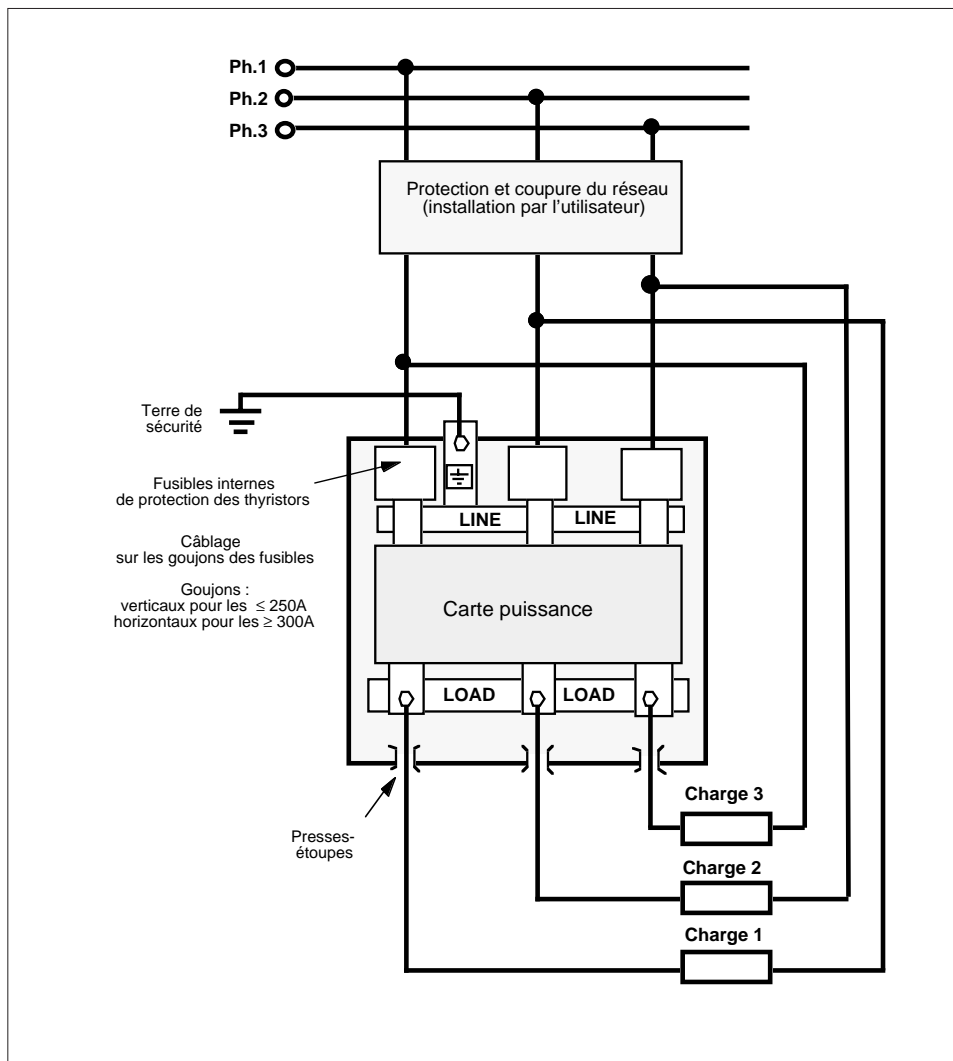 Ph.1
Ph.2
Ph.3
Protection et coupure du réseau
(installation par l’utilisateur)
Terre de
sécurité
Fusibles internes
de protection des thyristors
LINE
LINE
Câblage
sur les goujons des fusibles
Goujons :
verticaux pour les ≤ 250A
horizontaux pour les ≥ 300A
Carte puissance
LOAD
LOAD
Presses-
étoupes
Charge 3
Charge 2
Charge 1